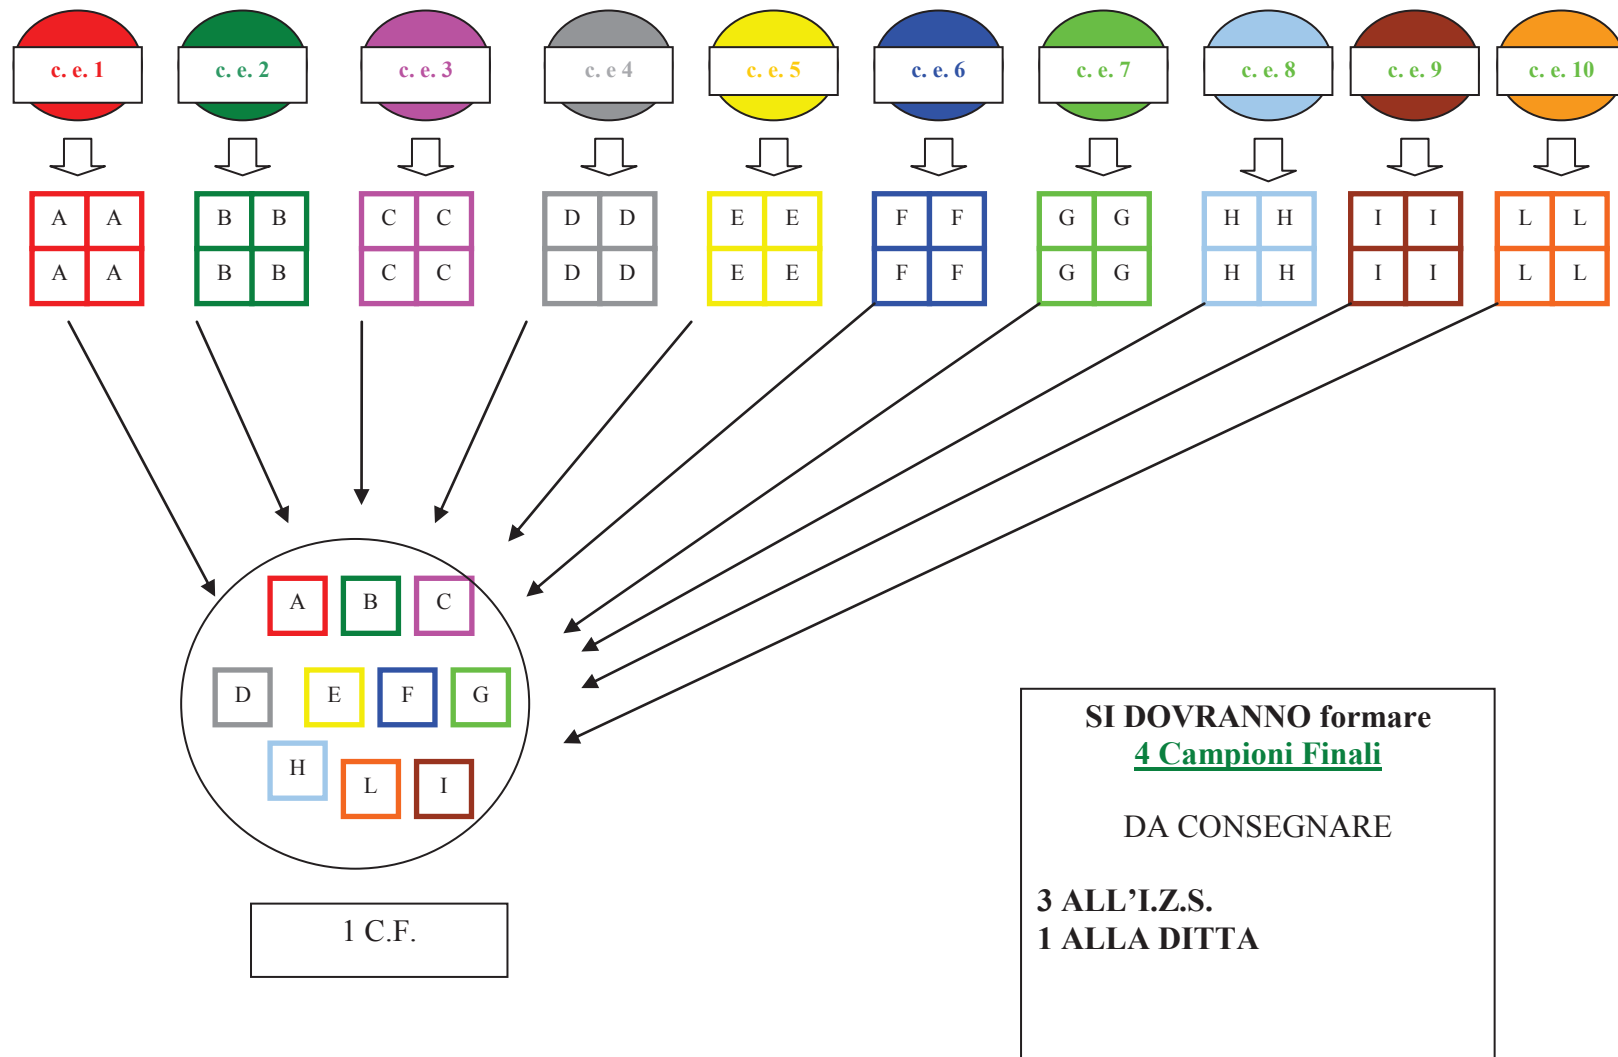 c. e. 1 c. e. 2 c. e. 3 c. e 4 c. e. 5 c. e. 6 c. e. 7 c. e. 8 c. e. 9 c. e. 10
A A B B C C D D E E F F G G H H I I L L
A A B B C C D D E E F F G G H H I I L L
A B C
D E F G
H L I
1 C.F.
SI DOVRANNO formare
4 Campioni Finali
DA CONSEGNARE
3 ALL'I.Z.S.
1 ALLA DITTA